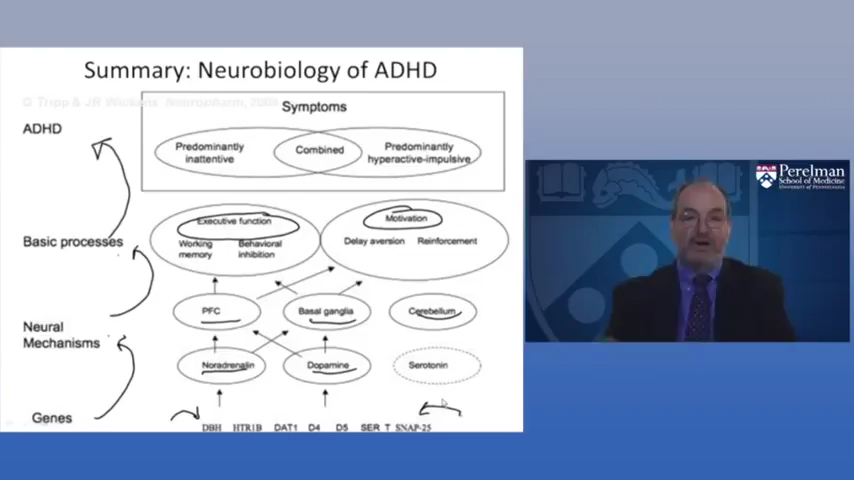 Summary: Neurobiology of ADHD
G Tripp & JR Wickens Neuropharm, 2009
Symptoms
ADHD
Predominantly inattentive
Combined
Predominantly hyperactive-impulsive
Basic processes
Executive function
Working memory
Behavioral inhibition
Motivation
Delay aversion Reinforcement
Neural Mechanisms
PFC Basal ganglia Cerebellum
Noradrenalin Dopamine Serotonin
Genes
DBH HTR1B DAT1 D4 D5 SER T SNAP-25
Perelman
School of Medicine
University of Pennsylvania